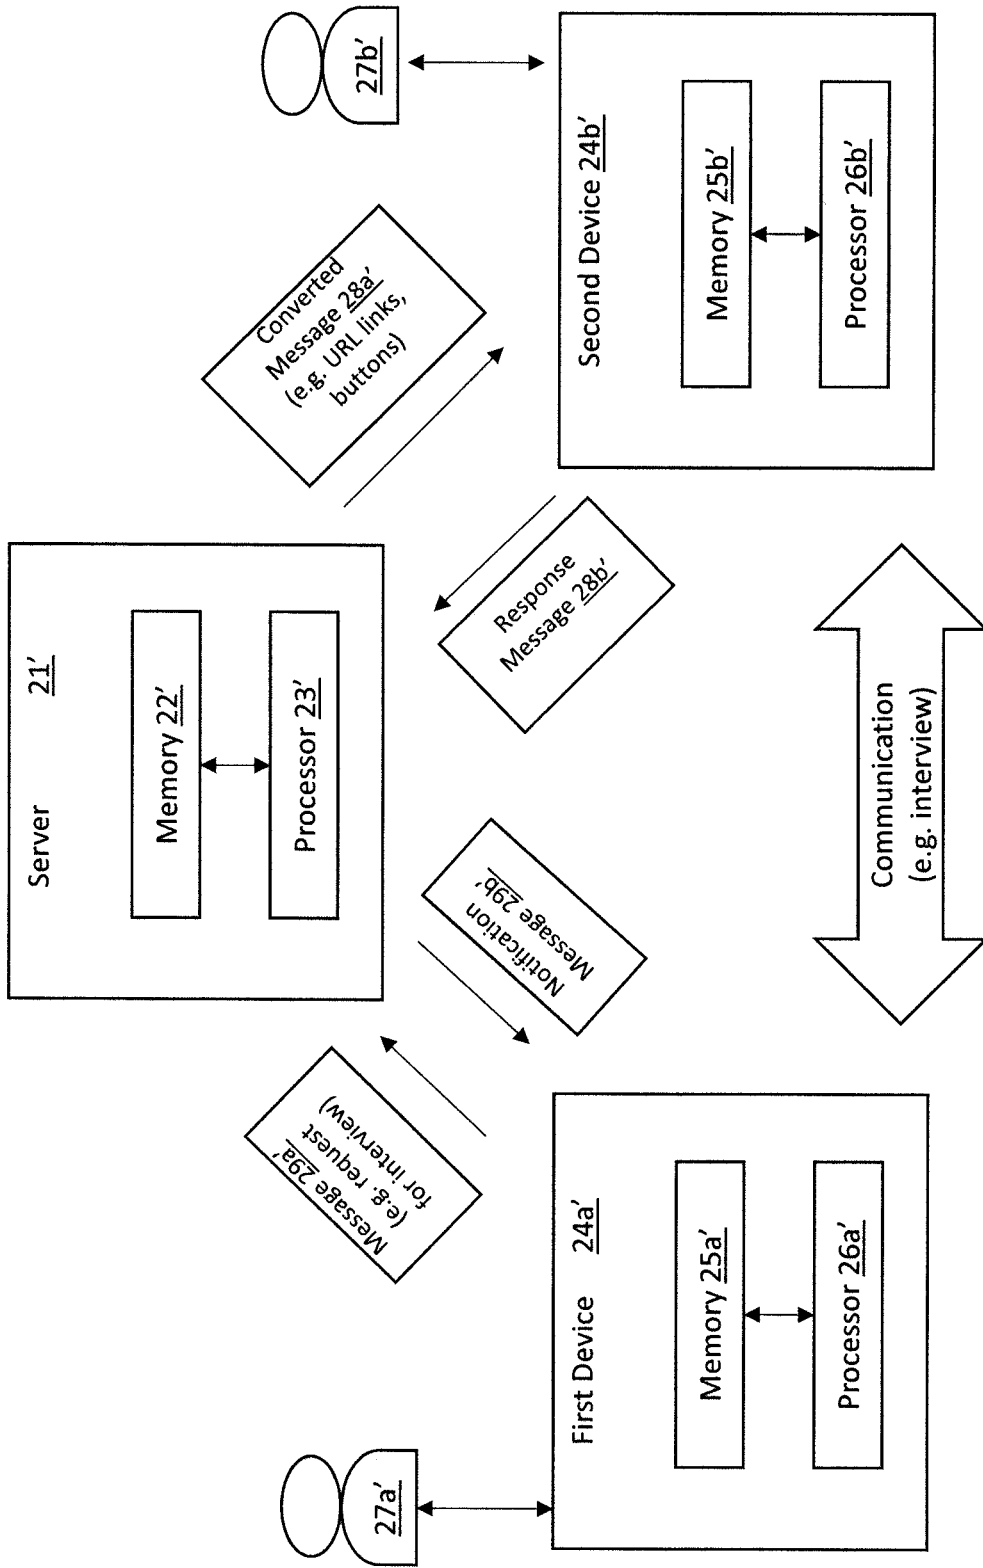 Server 21'
Memory 22'
Processor 23'
27a'
27b'
Message 29a'
(e.g. request
for interview)
Notification
Message 29b'
Converted
Message 28a'
(e.g. URL links,
buttons)
Response
Message 28b'
First Device 24a'
Memory 25a'
Processor 26a'
Second Device 24b'
Memory 25b'
Processor 26b'
Communication
(e.g. interview)